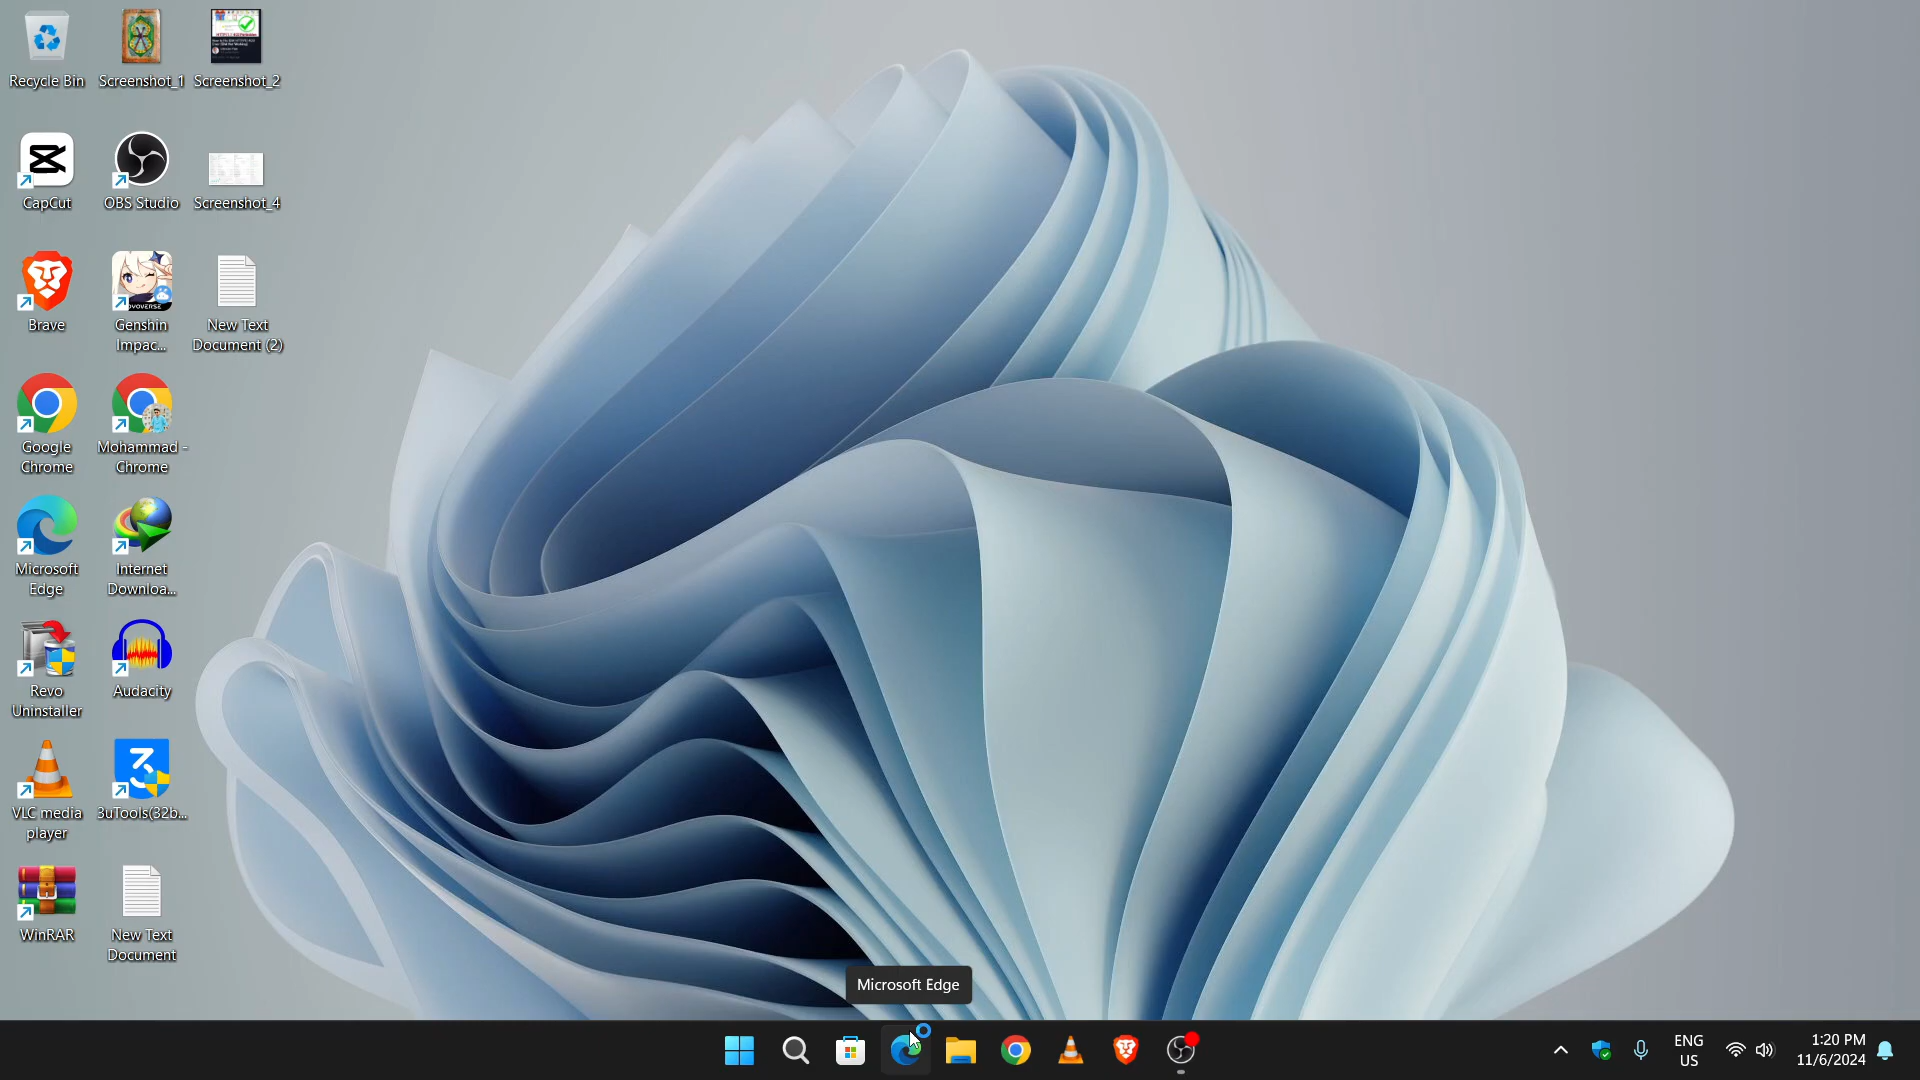 Recycle Bin
Screenshot_1
Screenshot_2
CapCut
OBS Studio
Screenshot_4
Brave
Genshin
Impac...
New Text
Document (2)
Google
Chrome
Mohammad -
Chrome
Microsoft
Edge
Internet
Downloa...
Revo
Uninstaller
Audacity
VLC media
player
3uTools(32b...
WinRAR
New Text
Document
Microsoft Edge
ENG
US
1:20 PM
11/6/2024